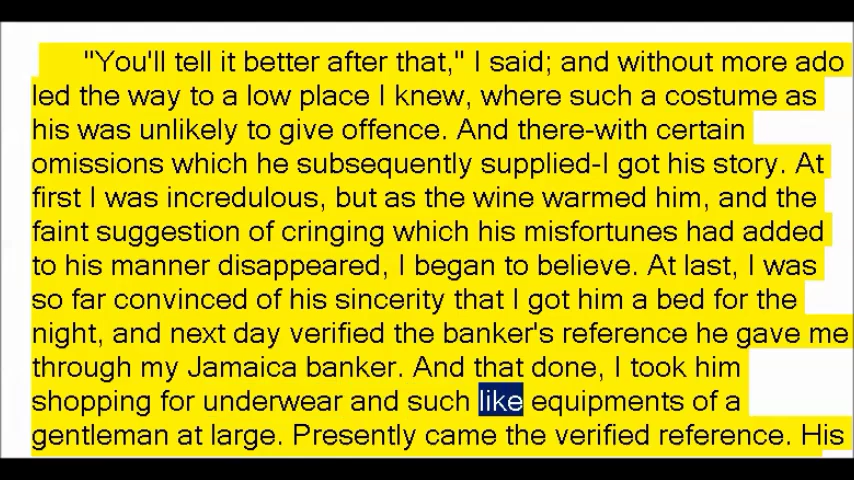 "You'll tell it better after that," I said; and without more ado
led the way to a low place I knew, where such a costume as
his was unlikely to give offence. And there-with certain
omissions which he subsequently supplied-I got his story. At
first I was incredulous, but as the wine warmed him, and the
faint suggestion of cringing which his misfortunes had added
to his manner disappeared, I began to believe. At last, I was
so far convinced of his sincerity that I got him a bed for the
night, and next day verified the banker's reference he gave me
through my Jamaica banker. And that done, I took him
shopping for underwear and such like equipments of a
gentleman at large. Presently came the verified reference. His